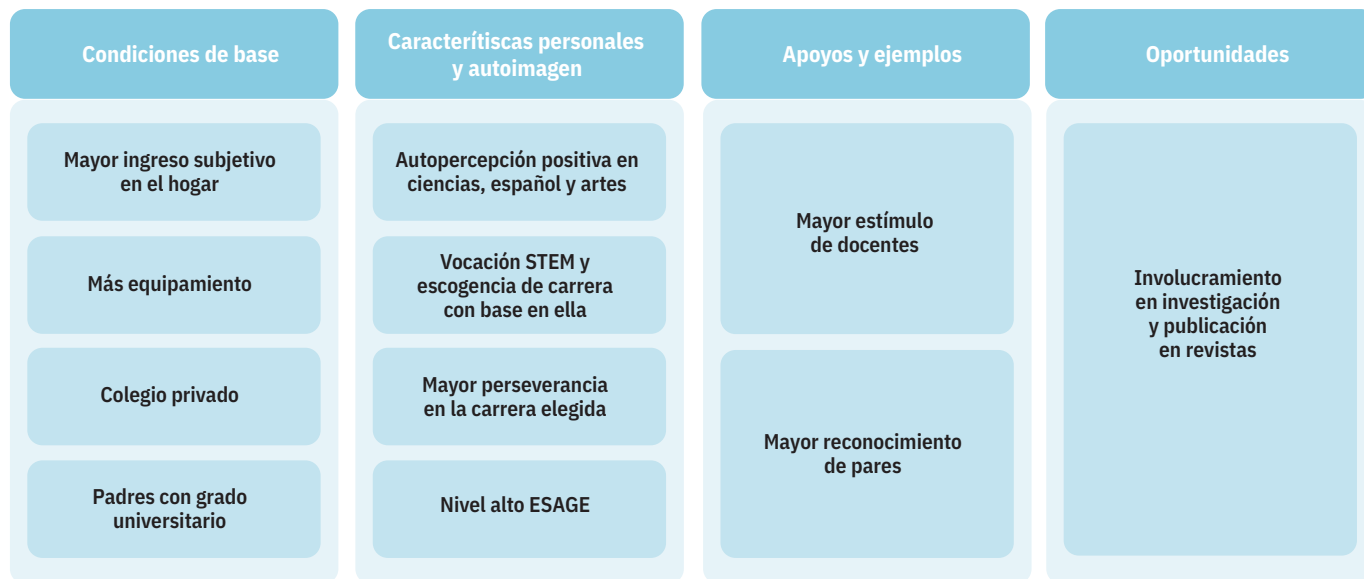 Condiciones de base
Mayor ingreso subjetivo
en el hogar
Más equipamiento
Colegio privado
Padres con grado
universitario
Caracterítiscas personales
y autoimagen
Autopercepción positiva en
ciencias, español y artes
Vocación STEM y
escogencia de carrera
con base en ella
Mayor perseverancia
en la carrera elegida
Nivel alto ESAGE
Apoyos y ejemplos
Mayor estímulo
de docentes
Mayor reconocimiento
de pares
Oportunidades
Involucramiento
en investigación
y publicación
en revistas